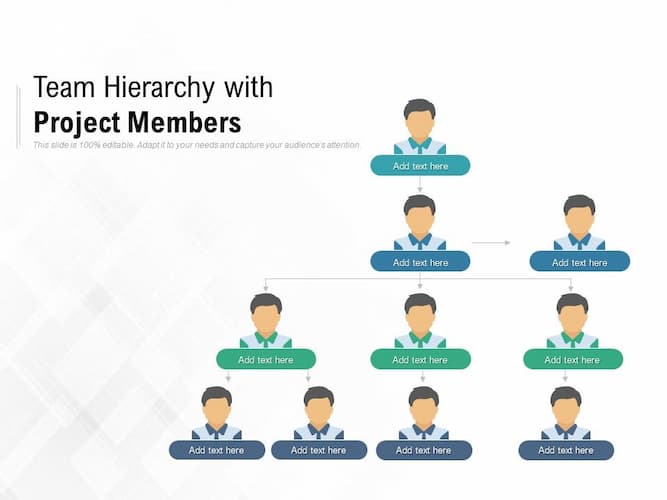 Team Hierarchy with
Project Members
This slide is 100% editable. Adapt it to your needs and capture your audience's attention.
Add text here
Add text here
Add text here
Add text here
Add text here
Add text here
Add text here
Add text here
Add text here
Add text here